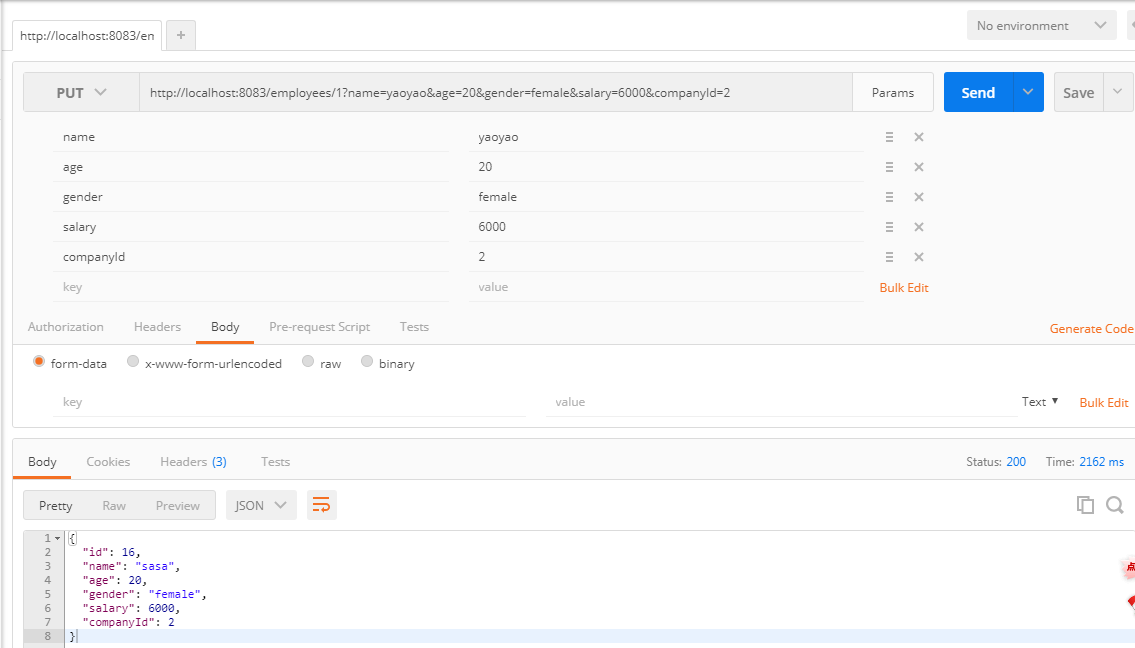 http://localhost:8083/en +
No environment
PUT http://localhost:8083/employees/1?name=yaoyao&age=20&gender=female&salary=6000&companyId=2 Params Send Save
name yaoyao
age 20
gender female
salary 6000
companyId 2
key value Bulk Edit
Authorization Headers Body Pre-request Script Tests Generate Code
form-data x-www-form-urlencoded raw binary
key value Text Bulk Edit
Body Cookies Headers (3) Tests Status: 200 Time: 2162 ms
Pretty Raw Preview JSON
1 {
2 "id": 16,
3 "name": "sasa",
4 "age": 20,
5 "gender": "female",
6 "salary": 6000,
7 "companyId": 2
8 }